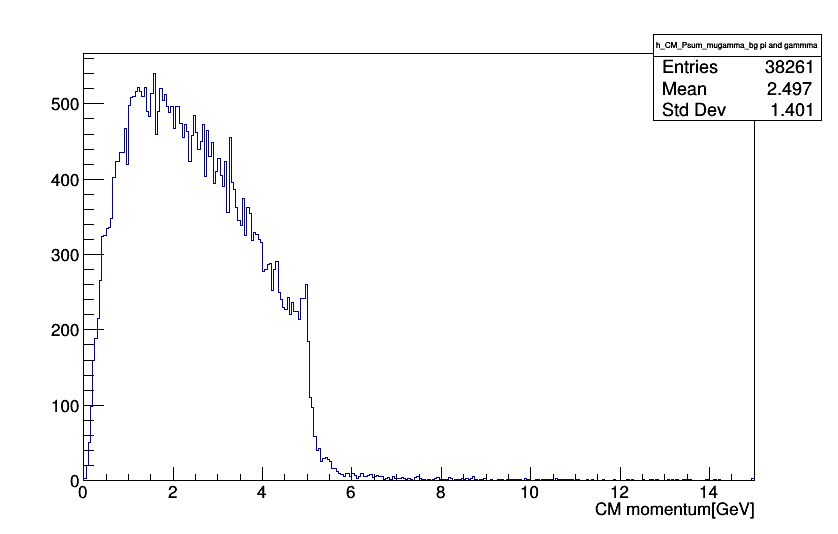 h_CM_Psum_mugamma_bg pi and gammma
Entries 38261
Mean 2.497
Std Dev 1.401
500
400
300
200
100
0
0 2 4 6 8 10 12 14
CM momentum[GeV]